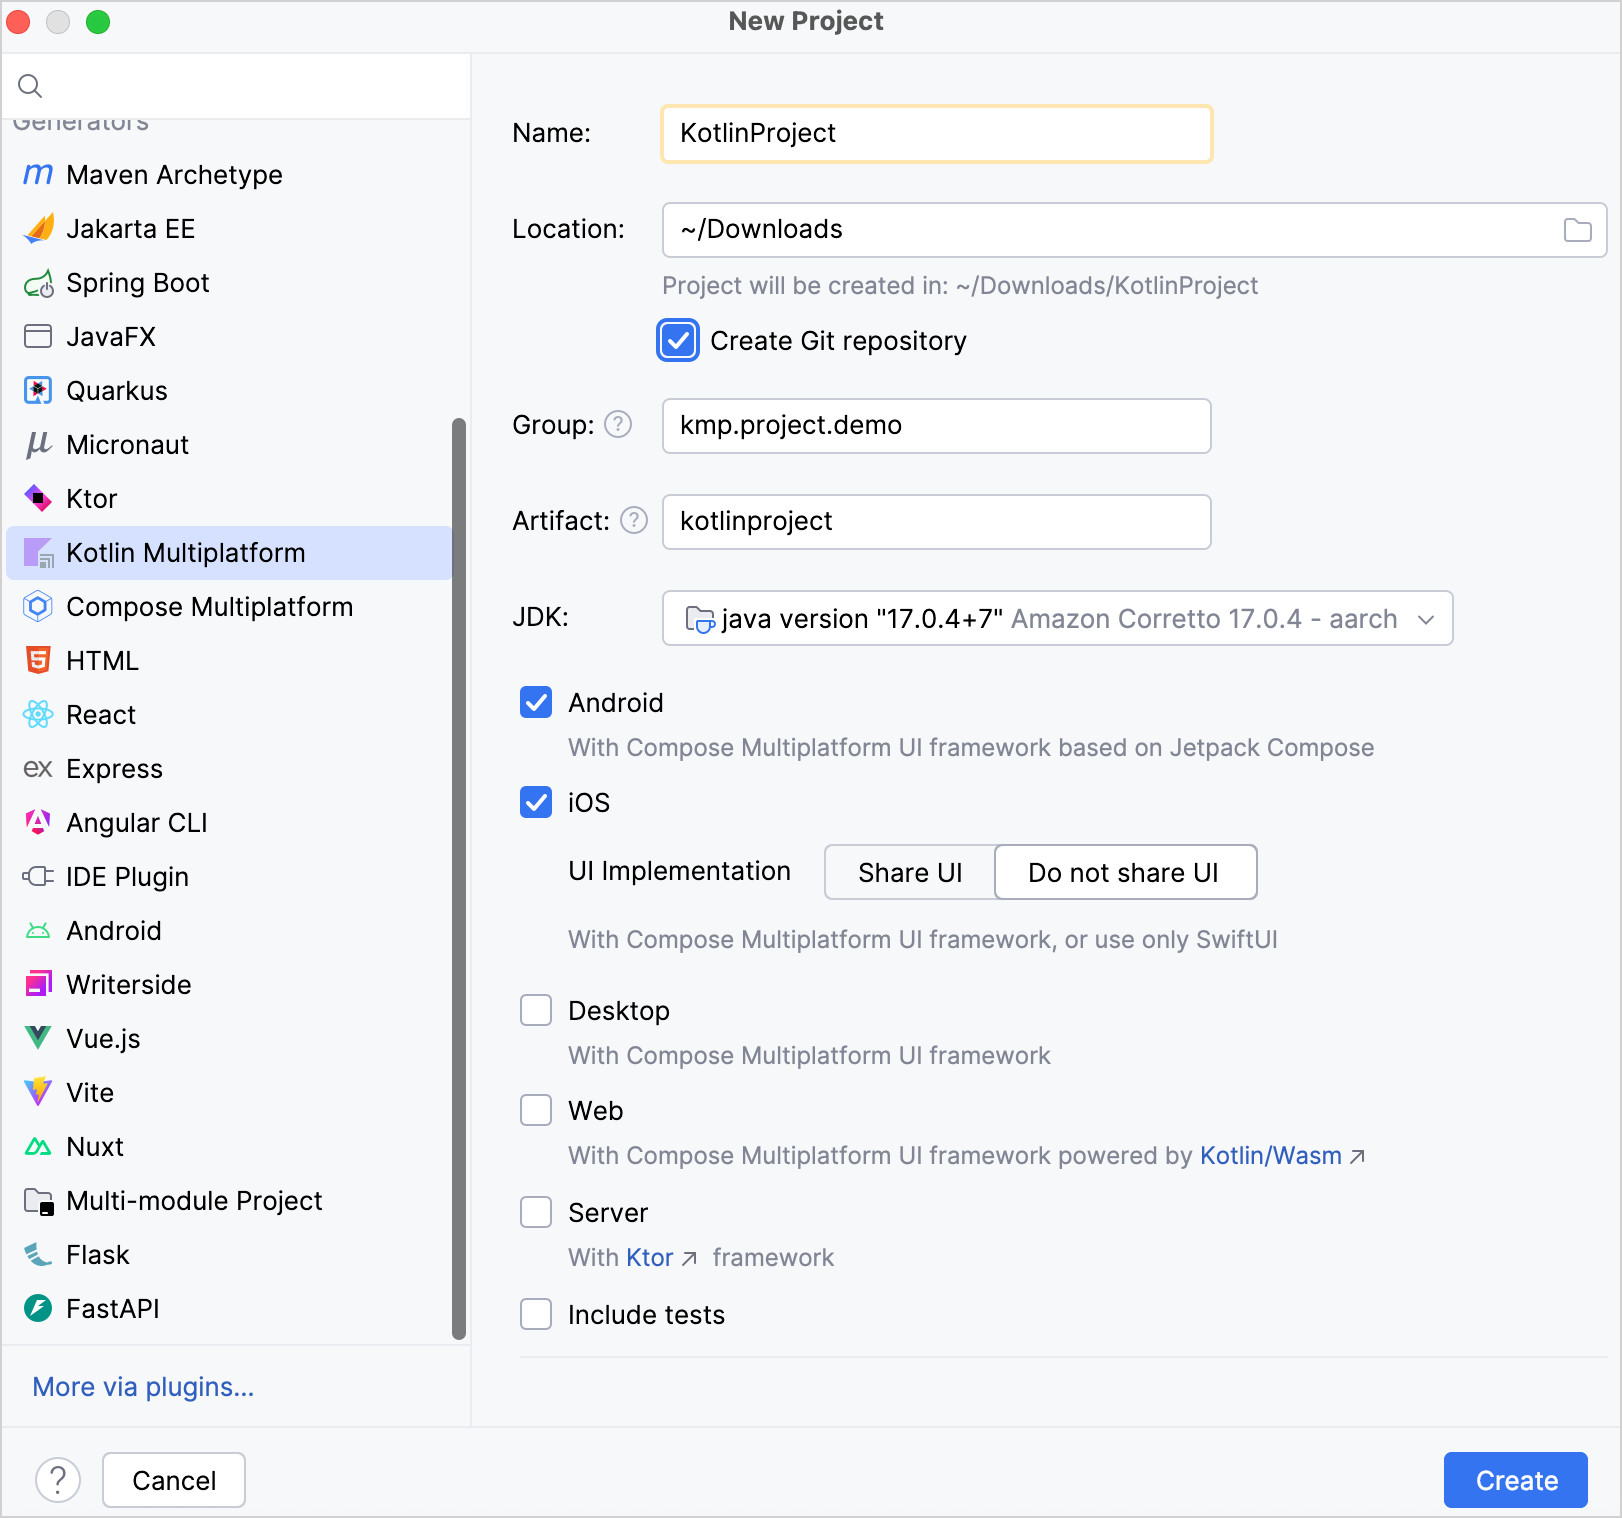 New Project
Generators
Maven Archetype
Jakarta EE
Spring Boot
JavaFX
Quarkus
Micronaut
Ktor
Kotlin Multiplatform
Compose Multiplatform
HTML
React
ex Express
Angular CLI
IDE Plugin
Android
Writerside
Vue.js
Vite
Nuxt
Multi-module Project
Flask
FastAPI
More via plugins...
Name: KotlinProject
Location: ~/Downloads
Project will be created in: ~/Downloads/KotlinProject
Create Git repository
Group: ? kmp.project.demo
Artifact: ? kotlinproject
JDK: java version "17.0.4+7" Amazon Corretto 17.0.4 - aarch
Android
With Compose Multiplatform UI framework based on Jetpack Compose
iOS
UI Implementation Share UI Do not share UI
With Compose Multiplatform UI framework, or use only SwiftUI
Desktop
With Compose Multiplatform UI framework
Web
With Compose Multiplatform UI framework powered by Kotlin/Wasm ↗
Server
With Ktor ↗ framework
Include tests
? Cancel Create